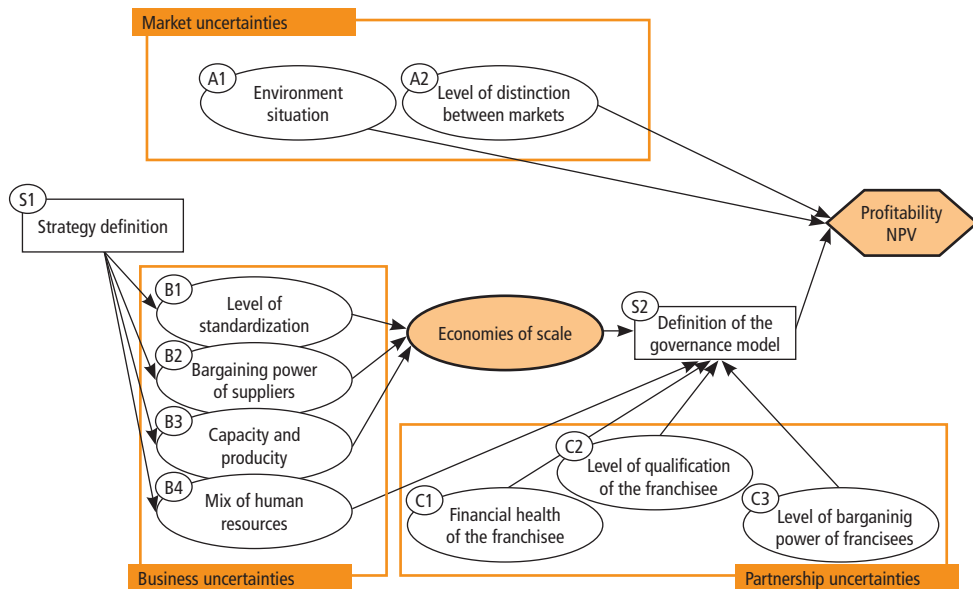 Market uncertainties
A1
Environment
situation
A2
Level of distinction
between markets
S1
Strategy definition
Profitability
NPV
B1
Level of
standardization
B2
Bargaining power
of suppliers
B3
Capacity and
producity
B4
Mix of human
resources
Economies of scale
S2
Definition of the
governance model
C1
Financial health
of the franchisee
C2
Level of qualification
of the franchisee
C3
Level of barganinig
power of francisees
Business uncertainties
Partnership uncertainties